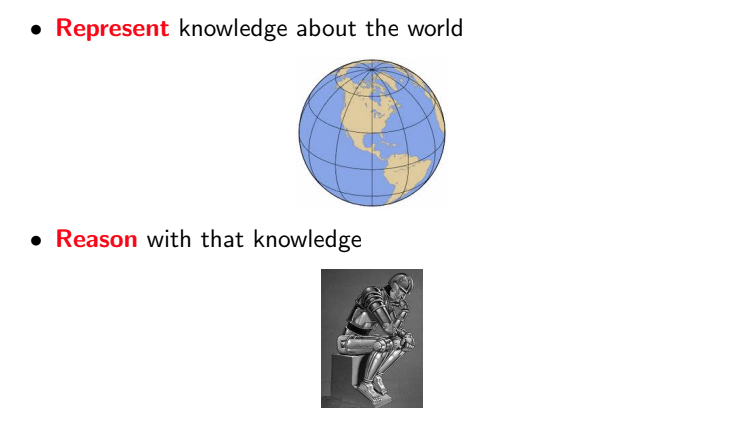 • Represent knowledge about the world
• Reason with that knowledge